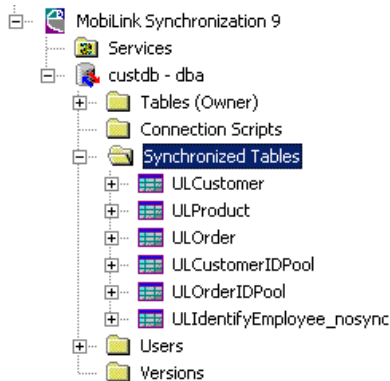 MobiLink Synchronization 9
Services
custdb - dba
Tables (Owner)
Connection Scripts
Synchronized Tables
ULCustomer
ULProduct
ULOrder
ULCustomerIDPool
ULOrderIDPool
ULIdentifyEmployee_nosync
Users
Versions